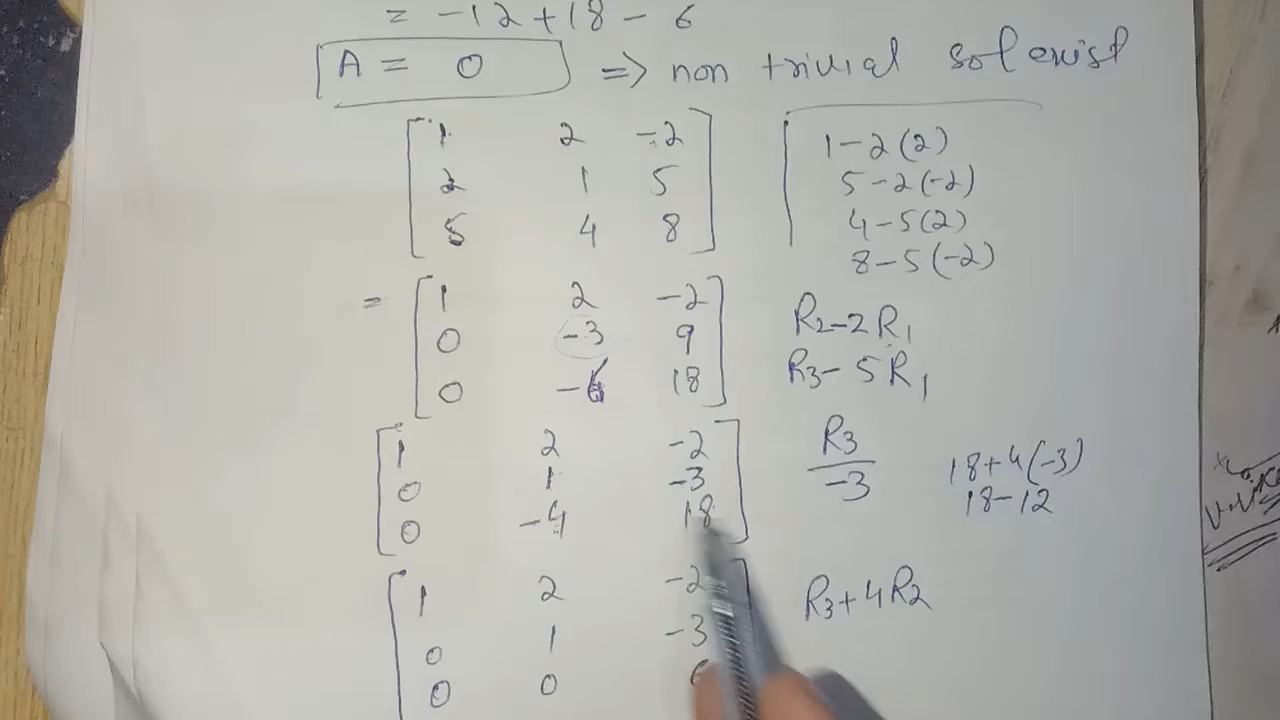 = -12+18-6
A = 0 => non trivial sol exist
1 2 -2
2 1 5
5 4 8
1-2(2)
5-2(-2)
4-5(2)
8-5(-2)
= 1 2 -2
0 -3 9
0 -6 18
R2-2R1
R3-5R1
1 2 -2
0 1 -3
0 -4 18
R3
-3
18+4(-3)
18-12
1 2 -2
0 1 -3
0 0
R3+4R2